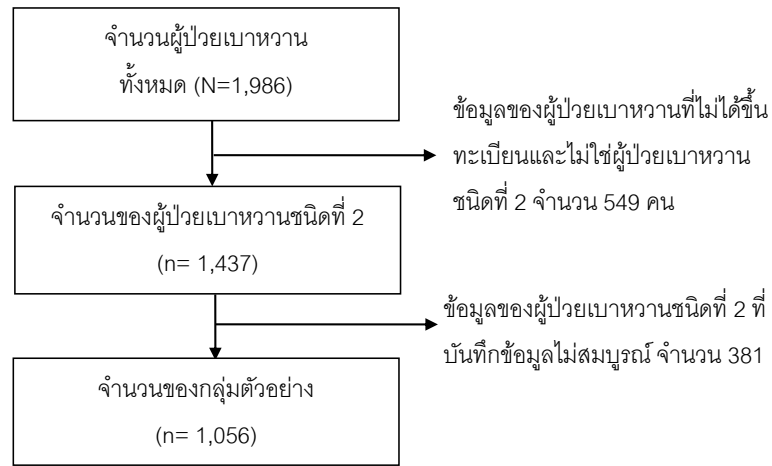 จำนวนผู้ป่วยเบาหวาน
ทั้งหมด (N=1,986)
ข้อมูลของผู้ป่วยเบาหวานที่ไม่ได้ขึ้น
ทะเบียนและไม่ใช่ผู้ป่วยเบาหวาน
ชนิดที่ 2 จำนวน 549 คน
จำนวนของผู้ป่วยเบาหวานชนิดที่ 2
(n= 1,437)
ข้อมูลของผู้ป่วยเบาหวานชนิดที่ 2 ที่
บันทึกข้อมูลไม่สมบูรณ์ จำนวน 381
จำนวนของกลุ่มตัวอย่าง
(n= 1,056)